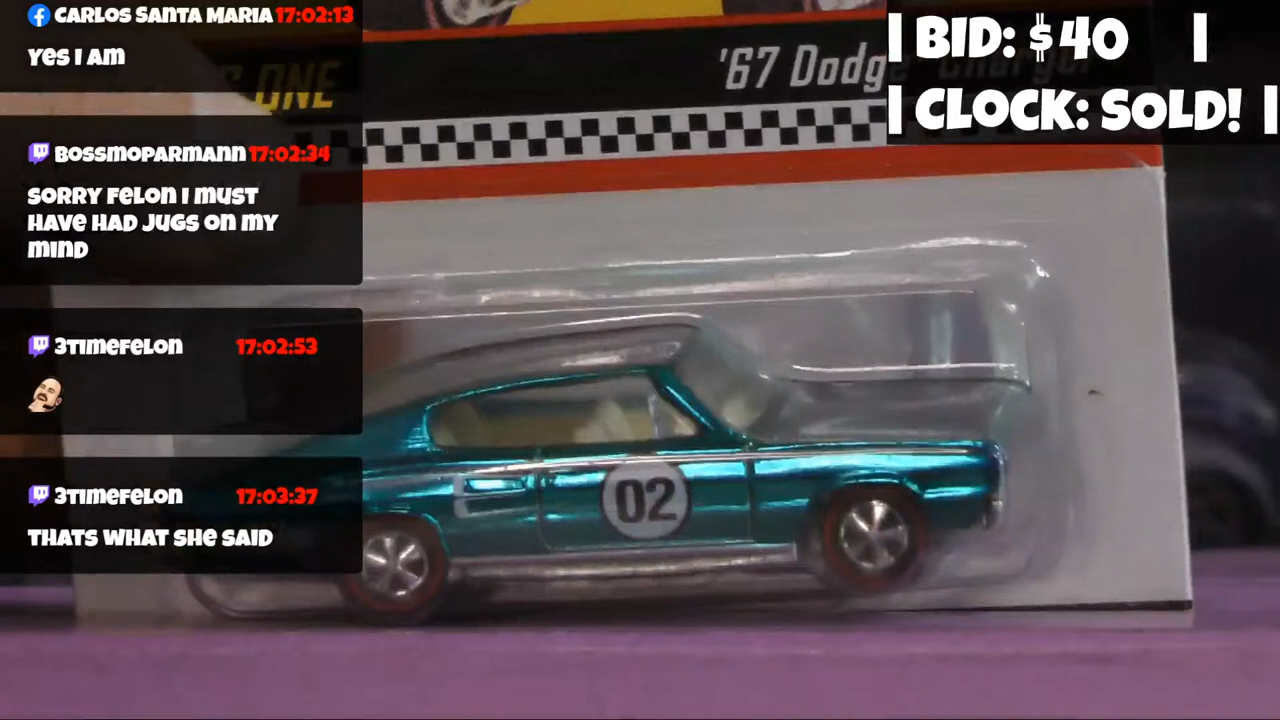 CARLOS SANTA MARIA 17:02:13
YES I AM
BOSSMOPARMANN 17:02:34
SORRY FELON I MUST
HAVE HAD JUGS ON MY
MIND
3TIMEFELON 17:02:53
3TIMEFELON 17:03:37
THATS WHAT SHE SAID
ONE
'67 Dodge Charger
| BID: $40 |
| CLOCK: SOLD! |
02